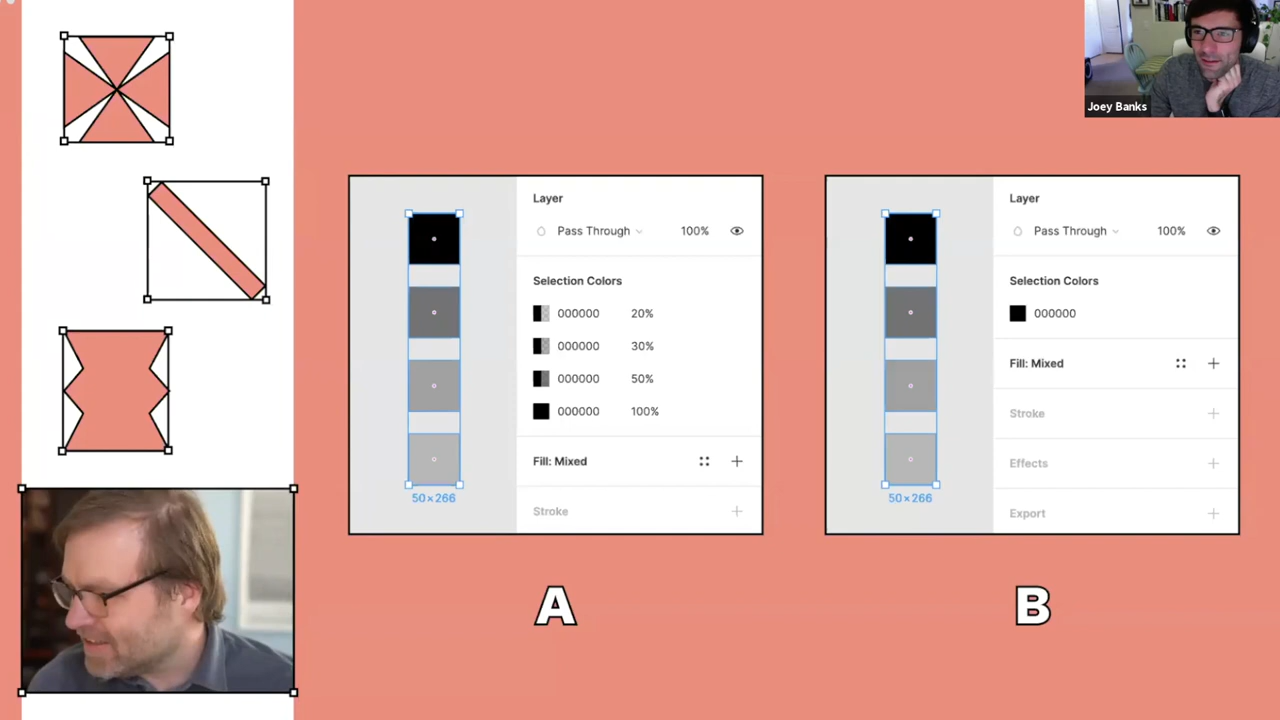 Joey Banks
Layer
Pass Through 100%
Selection Colors
000000 20%
000000 30%
000000 50%
000000 100%
Fill: Mixed
Stroke
50×266
A
Layer
Pass Through 100%
Selection Colors
000000
Fill: Mixed
Stroke
Effects
Export
50×266
B